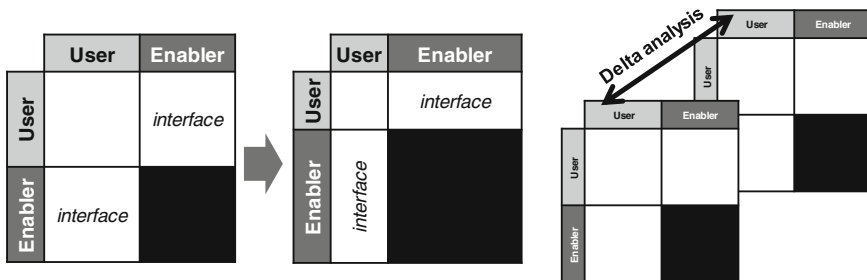 User Enabler
User
interface
Enabler
interface
User Enabler
User
interface
Enabler
interface
Delta analysis
User
User
User Enabler
User
Enabler